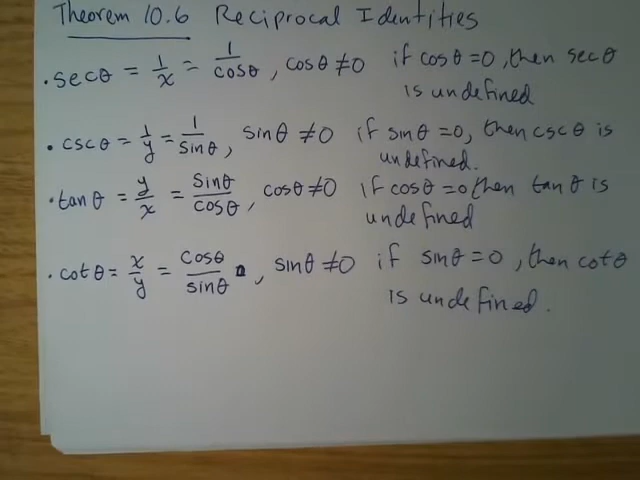 Theorem 10.6 Reciprocal Identities
• secθ = 1/x = 1/cosθ , cosθ ≠ 0 if cosθ = 0 , then secθ
is undefined
• cscθ = 1/y = 1/sinθ , sinθ ≠ 0 if sinθ = 0, then cscθ is
undefined.
• tanθ = y/x = sinθ/cosθ , cosθ ≠ 0 if cosθ = 0 then tanθ is
undefined
• cotθ = x/y = cosθ/sinθ , sinθ ≠ 0 if sinθ = 0 , then cotθ
is undefined.